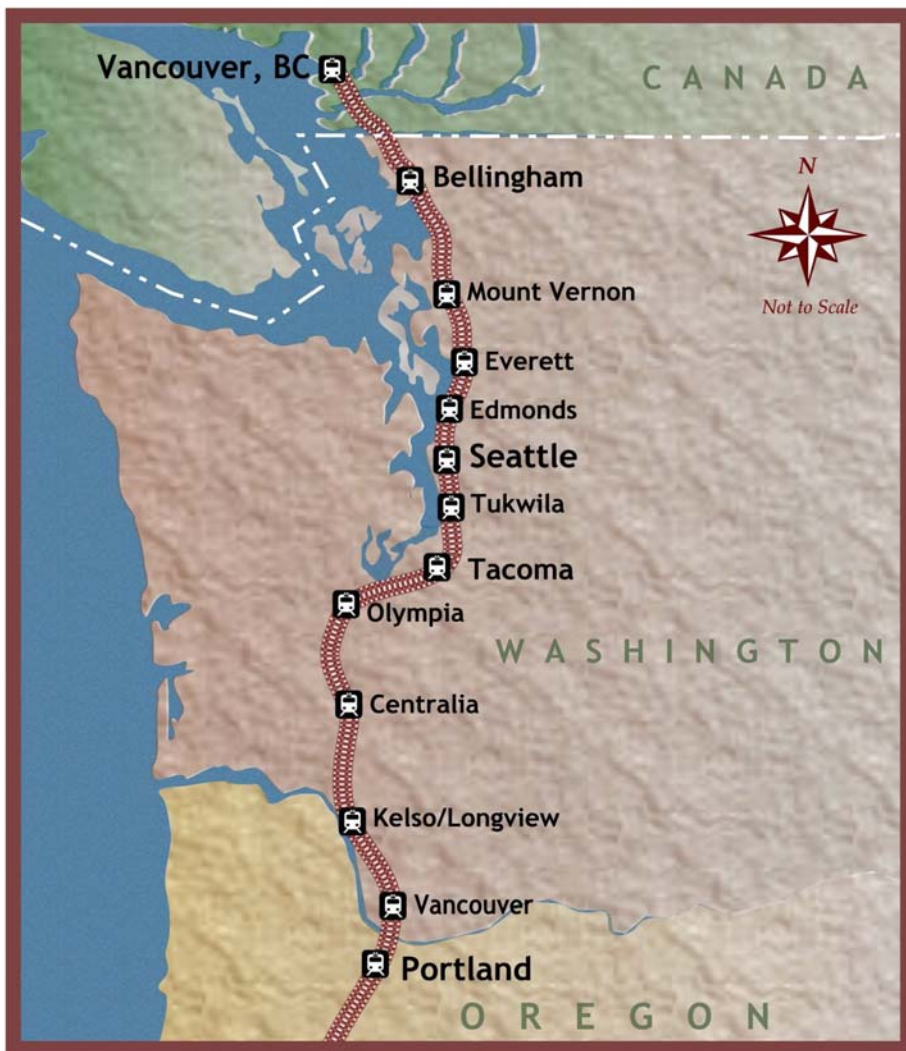 Vancouver, BC
CANADA
Bellingham
N
Mount Vernon
Not to Scale
Everett
Edmonds
Seattle
Tukwila
Tacoma
Olympia
WASHINGTON
Centralia
Kelso/Longview
Vancouver
Portland
OREGON